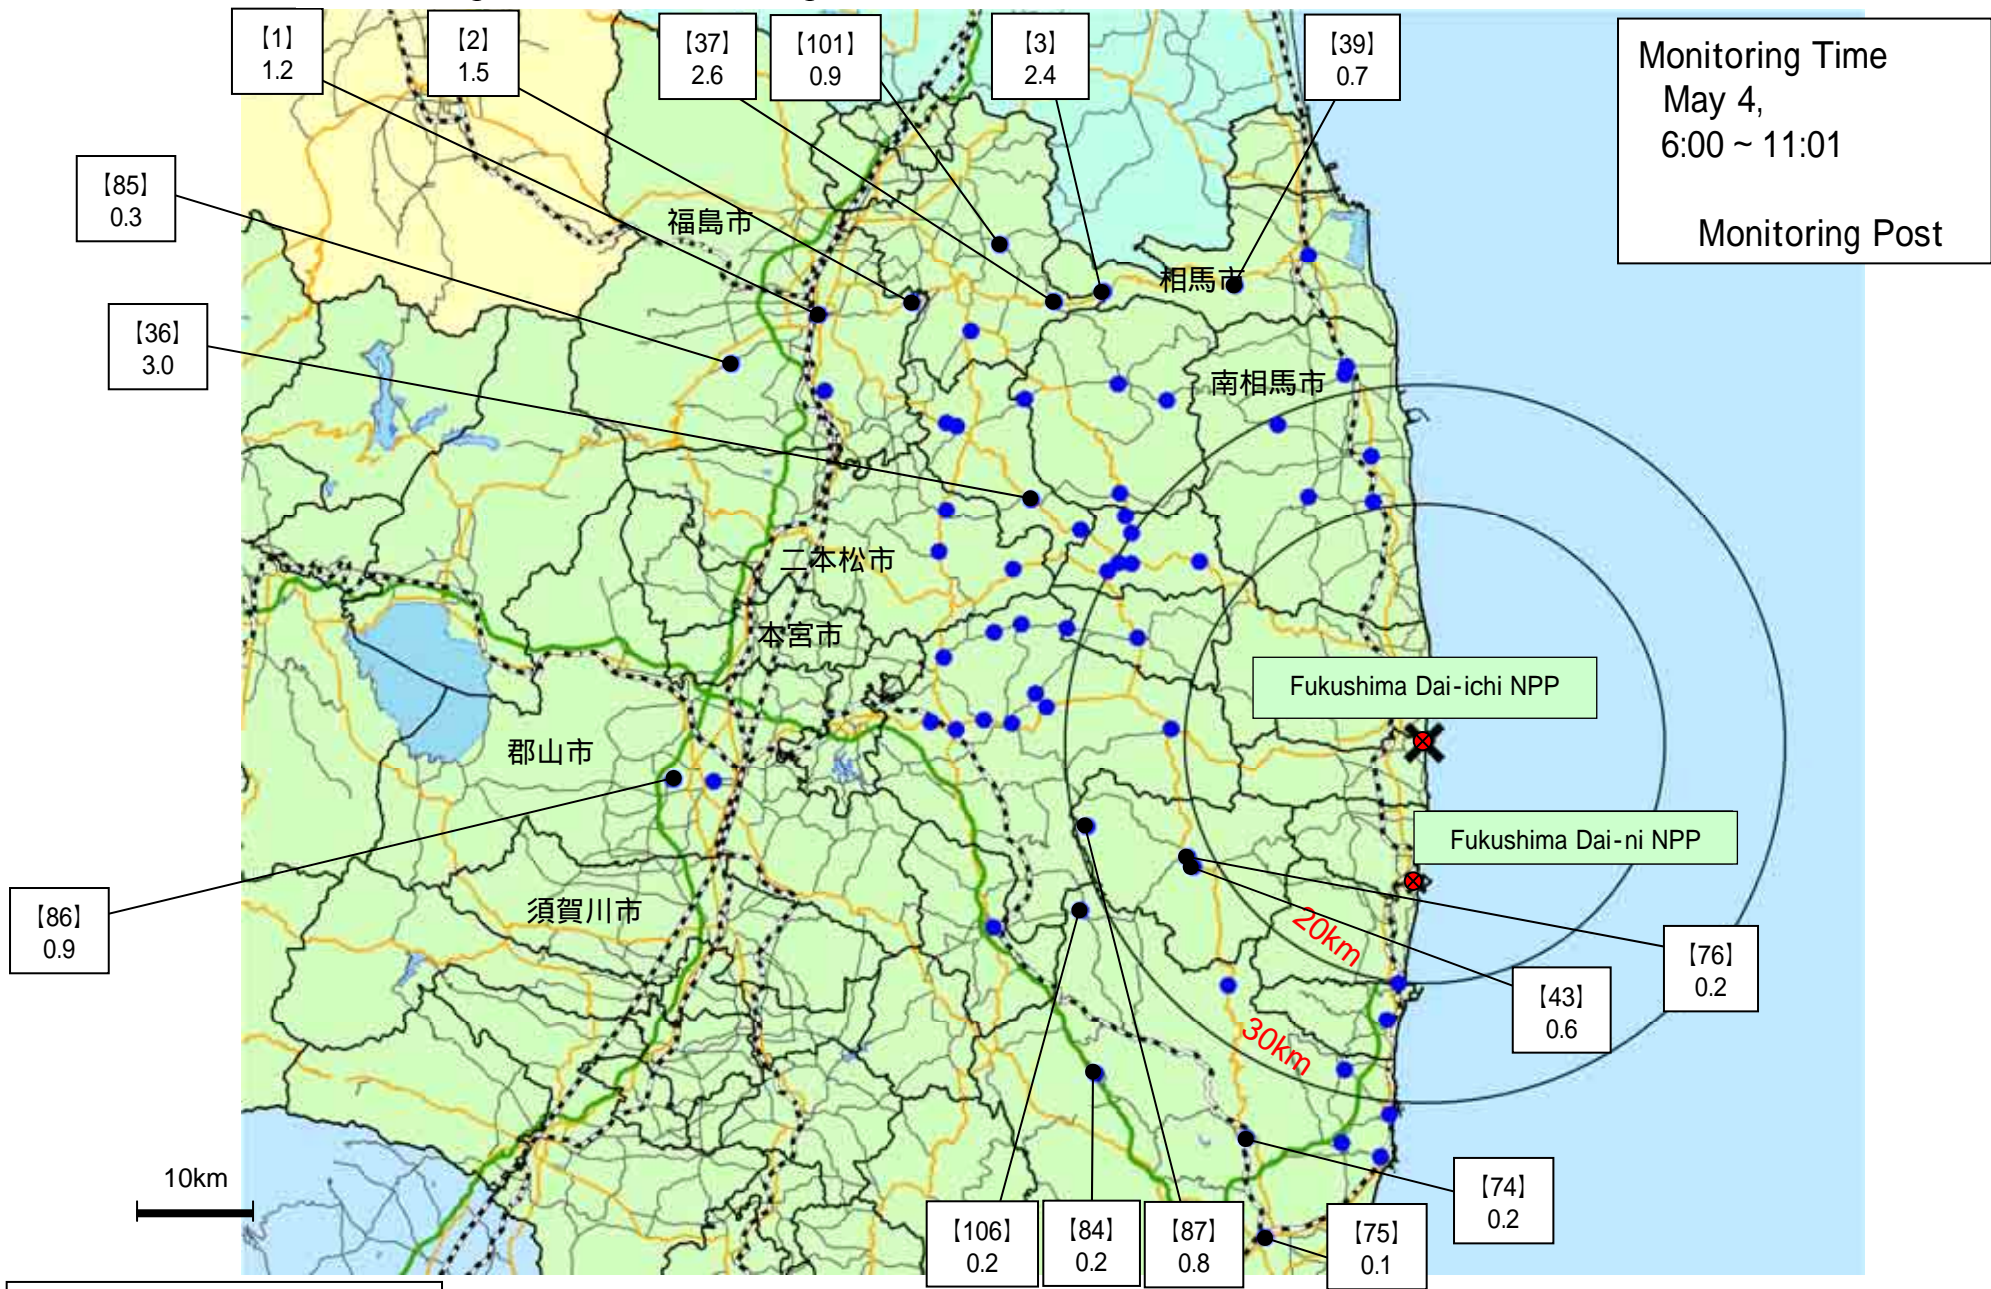 【1】
1.2
【2】
1.5
【37】
2.6
【101】
0.9
【3】
2.4
【39】
0.7
Monitoring Time
May 4,
6:00 ~ 11:01
Monitoring Post
【85】
0.3
福島市
相馬市
【36】
3.0
南相馬市
二本松市
本宮市
Fukushima Dai-ichi NPP
郡山市
Fukushima Dai-ni NPP
【86】
0.9
須賀川市
20km
【76】
0.2
【43】
0.6
30km
10km
【74】
0.2
【106】
0.2
【84】
0.2
【87】
0.8
【75】
0.1